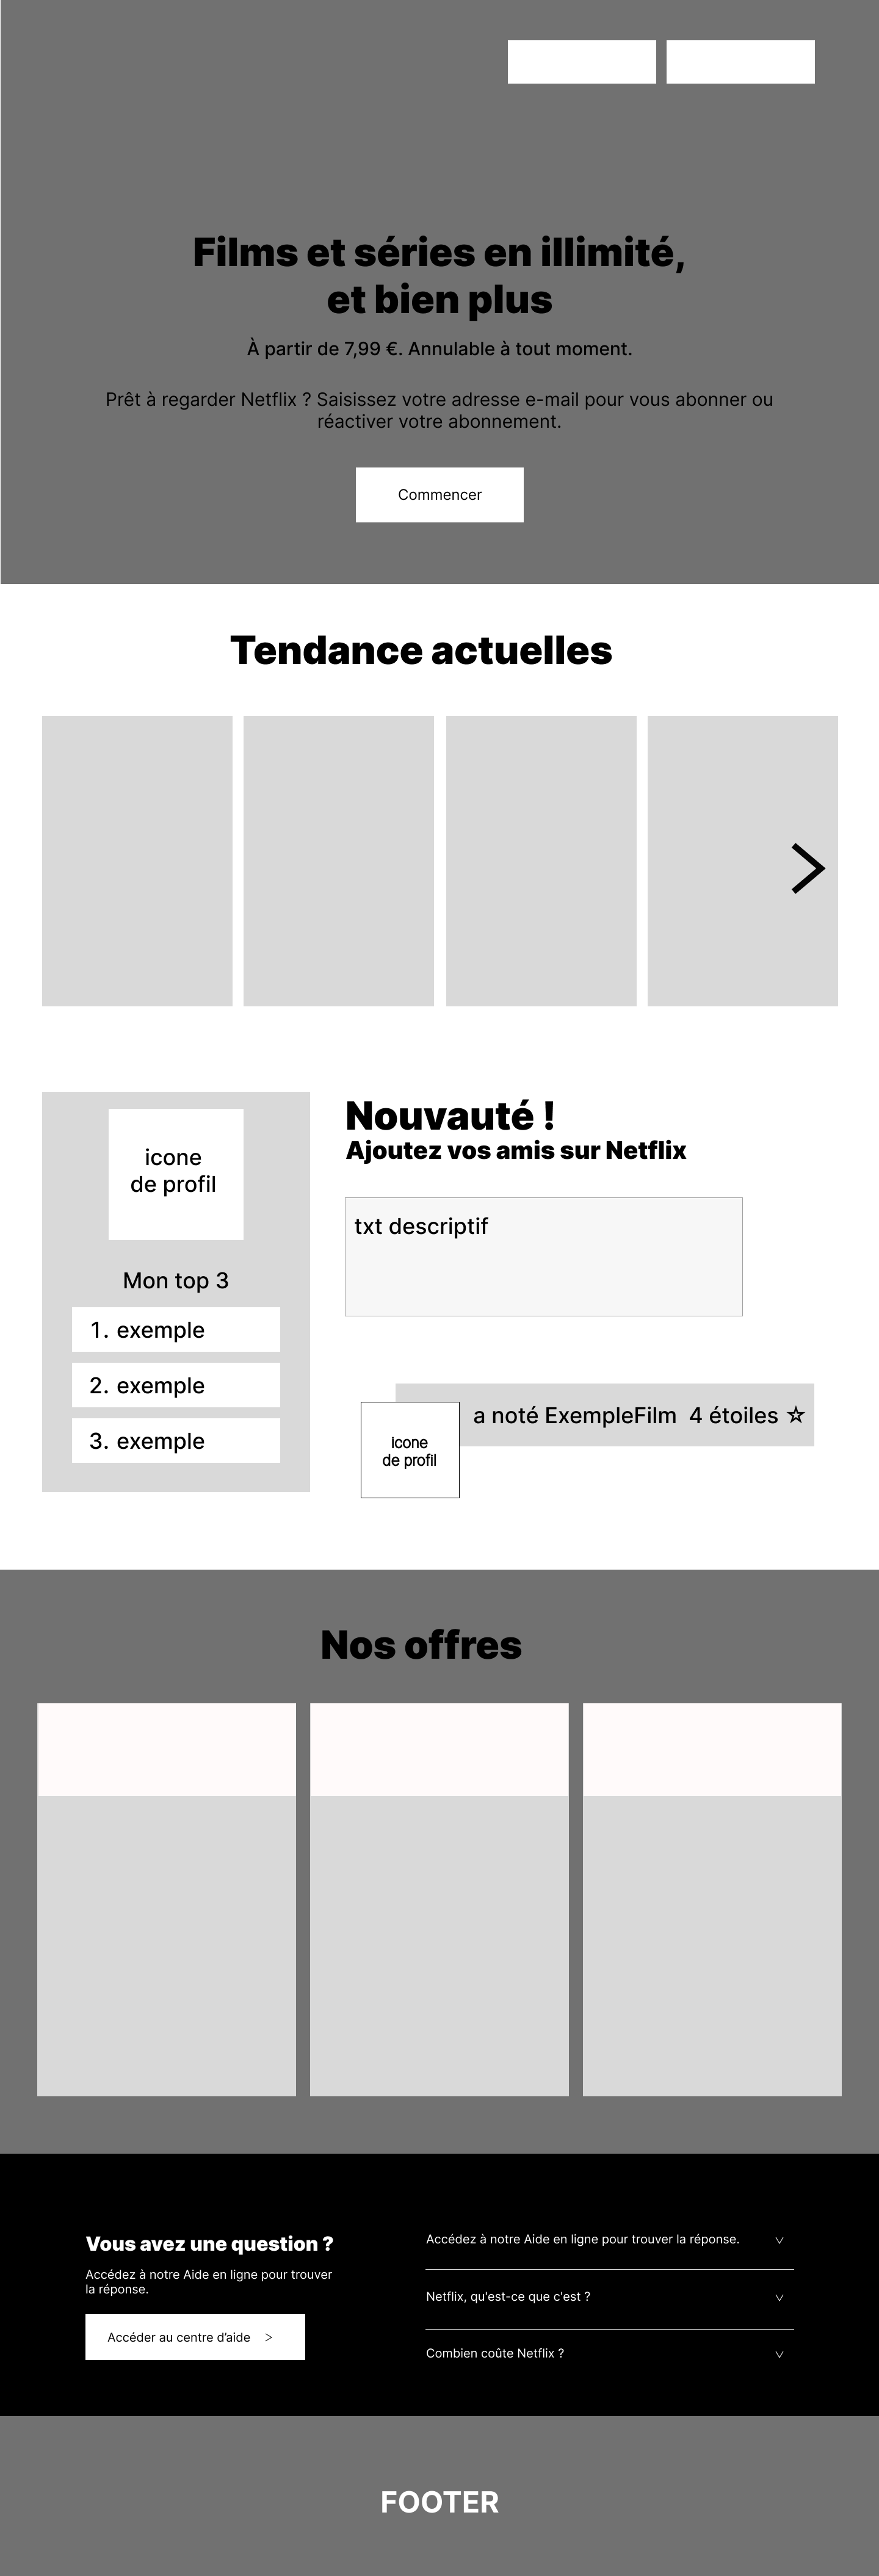 Films et séries en illimité,
et bien plus
À partir de 7,99 €. Annulable à tout moment.
Prêt à regarder Netflix ? Saisissez votre adresse e-mail pour vous abonner ou
réactiver votre abonnement.
Commencer
Tendance actuelles
>
icone
de profil
Mon top 3
1. exemple
2. exemple
3. exemple
Nouvauté !
Ajoutez vos amis sur Netflix
txt descriptif
a noté ExempleFilm 4 étoiles ☆
icone
de profil
Nos offres
Vous avez une question ?
Accédez à notre Aide en ligne pour trouver
la réponse.
Accéder au centre d’aide >
Accédez à notre Aide en ligne pour trouver la réponse.
Netflix, qu'est-ce que c'est ?
Combien coûte Netflix ?
FOOTER